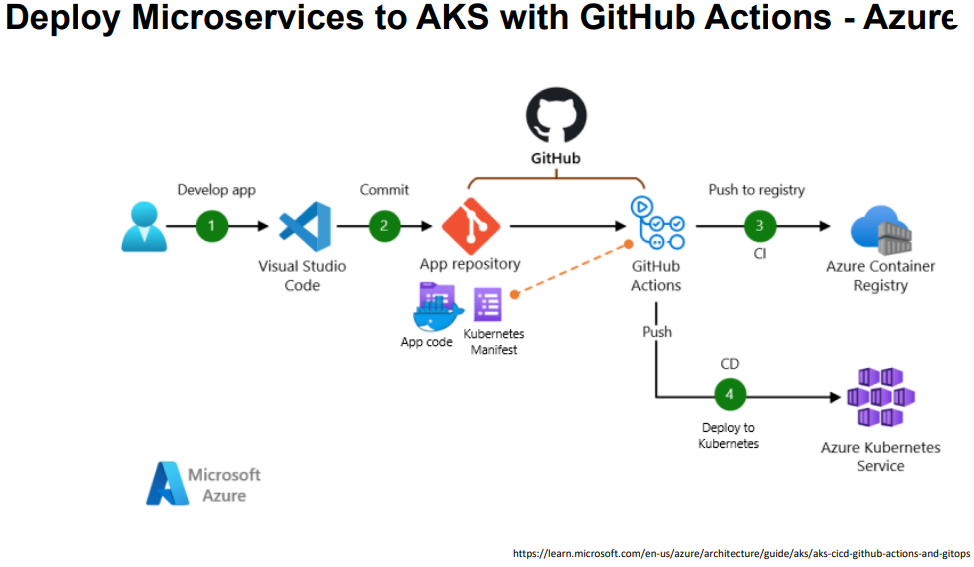 Deploy Microservices to AKS with GitHub Actions - Azure
GitHub
Develop app
Commit
Push to registry
1
2
3
CI
Visual Studio
Code
App repository
GitHub
Actions
Azure Container
Registry
App code
Kubernetes
Manifest
Push
CD
4
Deploy to
Kubernetes
Azure Kubernetes
Service
Microsoft
Azure
https://learn.microsoft.com/en-us/azure/architecture/guide/aks/aks-cicd-github-actions-and-gitops